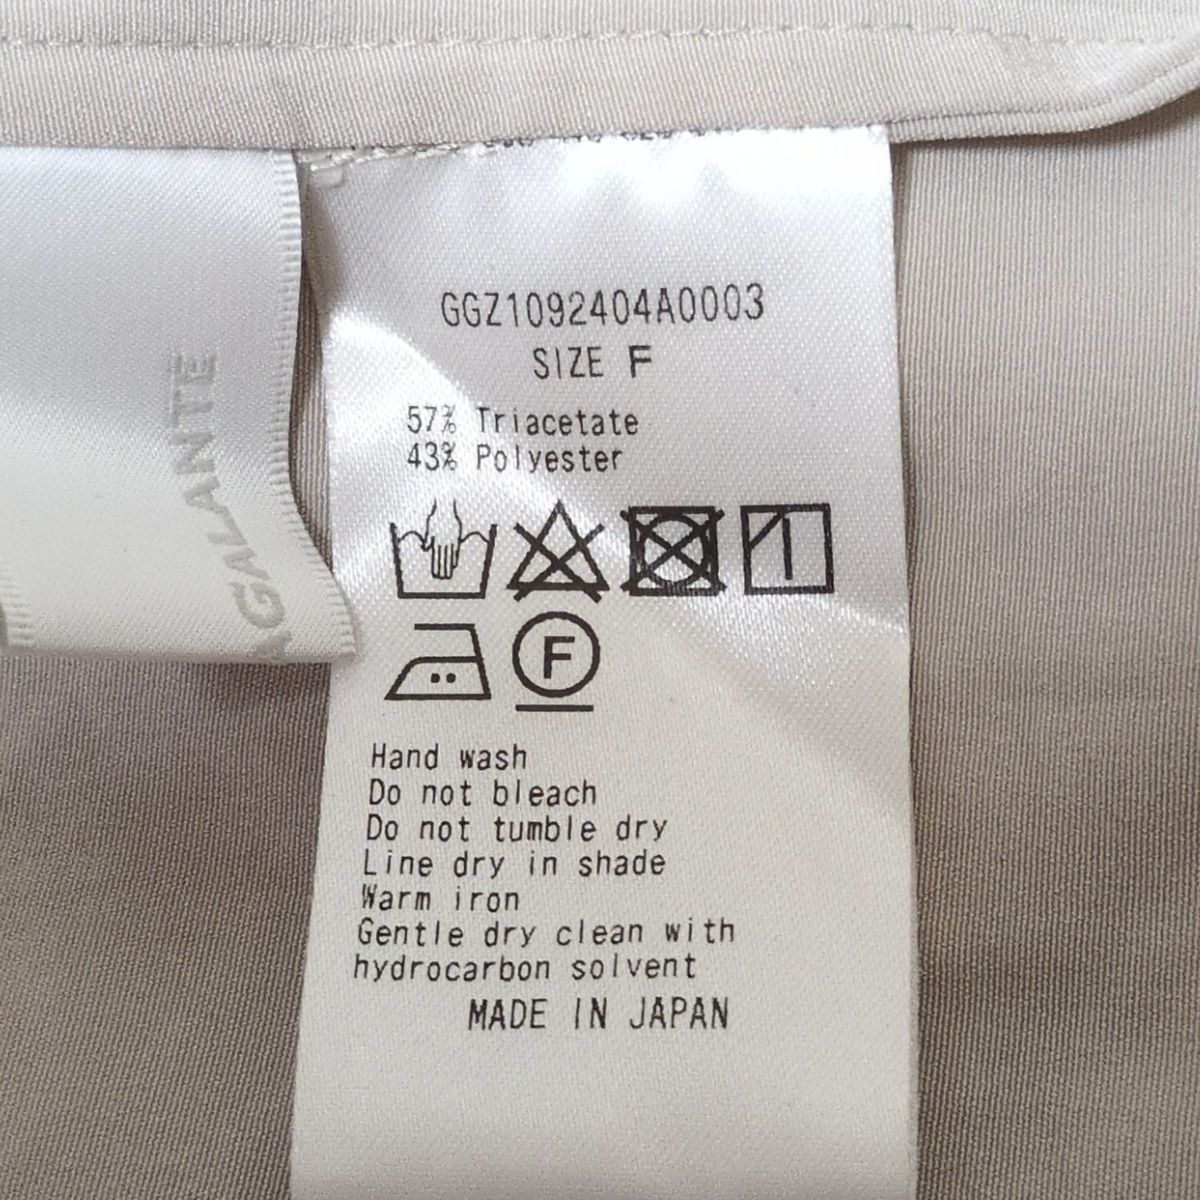 GGZ1092404A0003
SIZE F
57% Triacetate
43% Polyester
F
Hand wash
Do not bleach
Do not tumble dry
Line dry in shade
Warm iron
Gentle dry clean with
hydrocarbon solvent
MADE IN JAPAN
AGALANTE